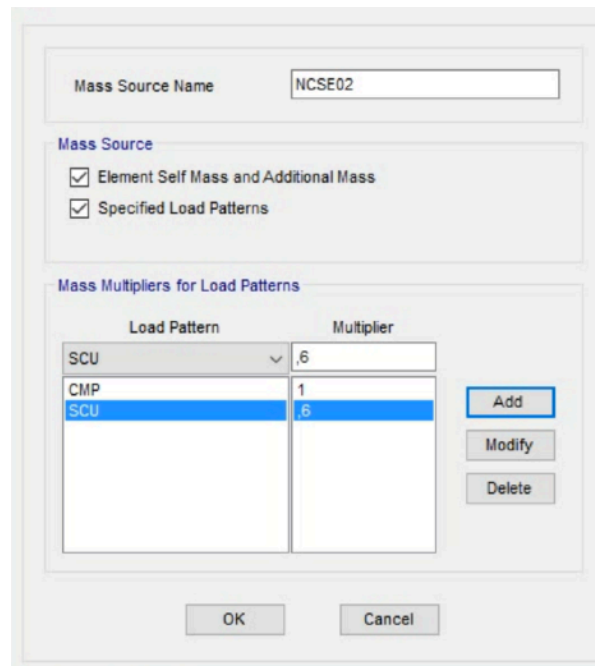 Mass Source Name NCSE02
Mass Source
Element Self Mass and Additional Mass
Specified Load Patterns
Mass Multipliers for Load Patterns
Load Pattern Multiplier
SCU ,6
CMP 1
SCU ,6
Add
Modify
Delete
OK Cancel